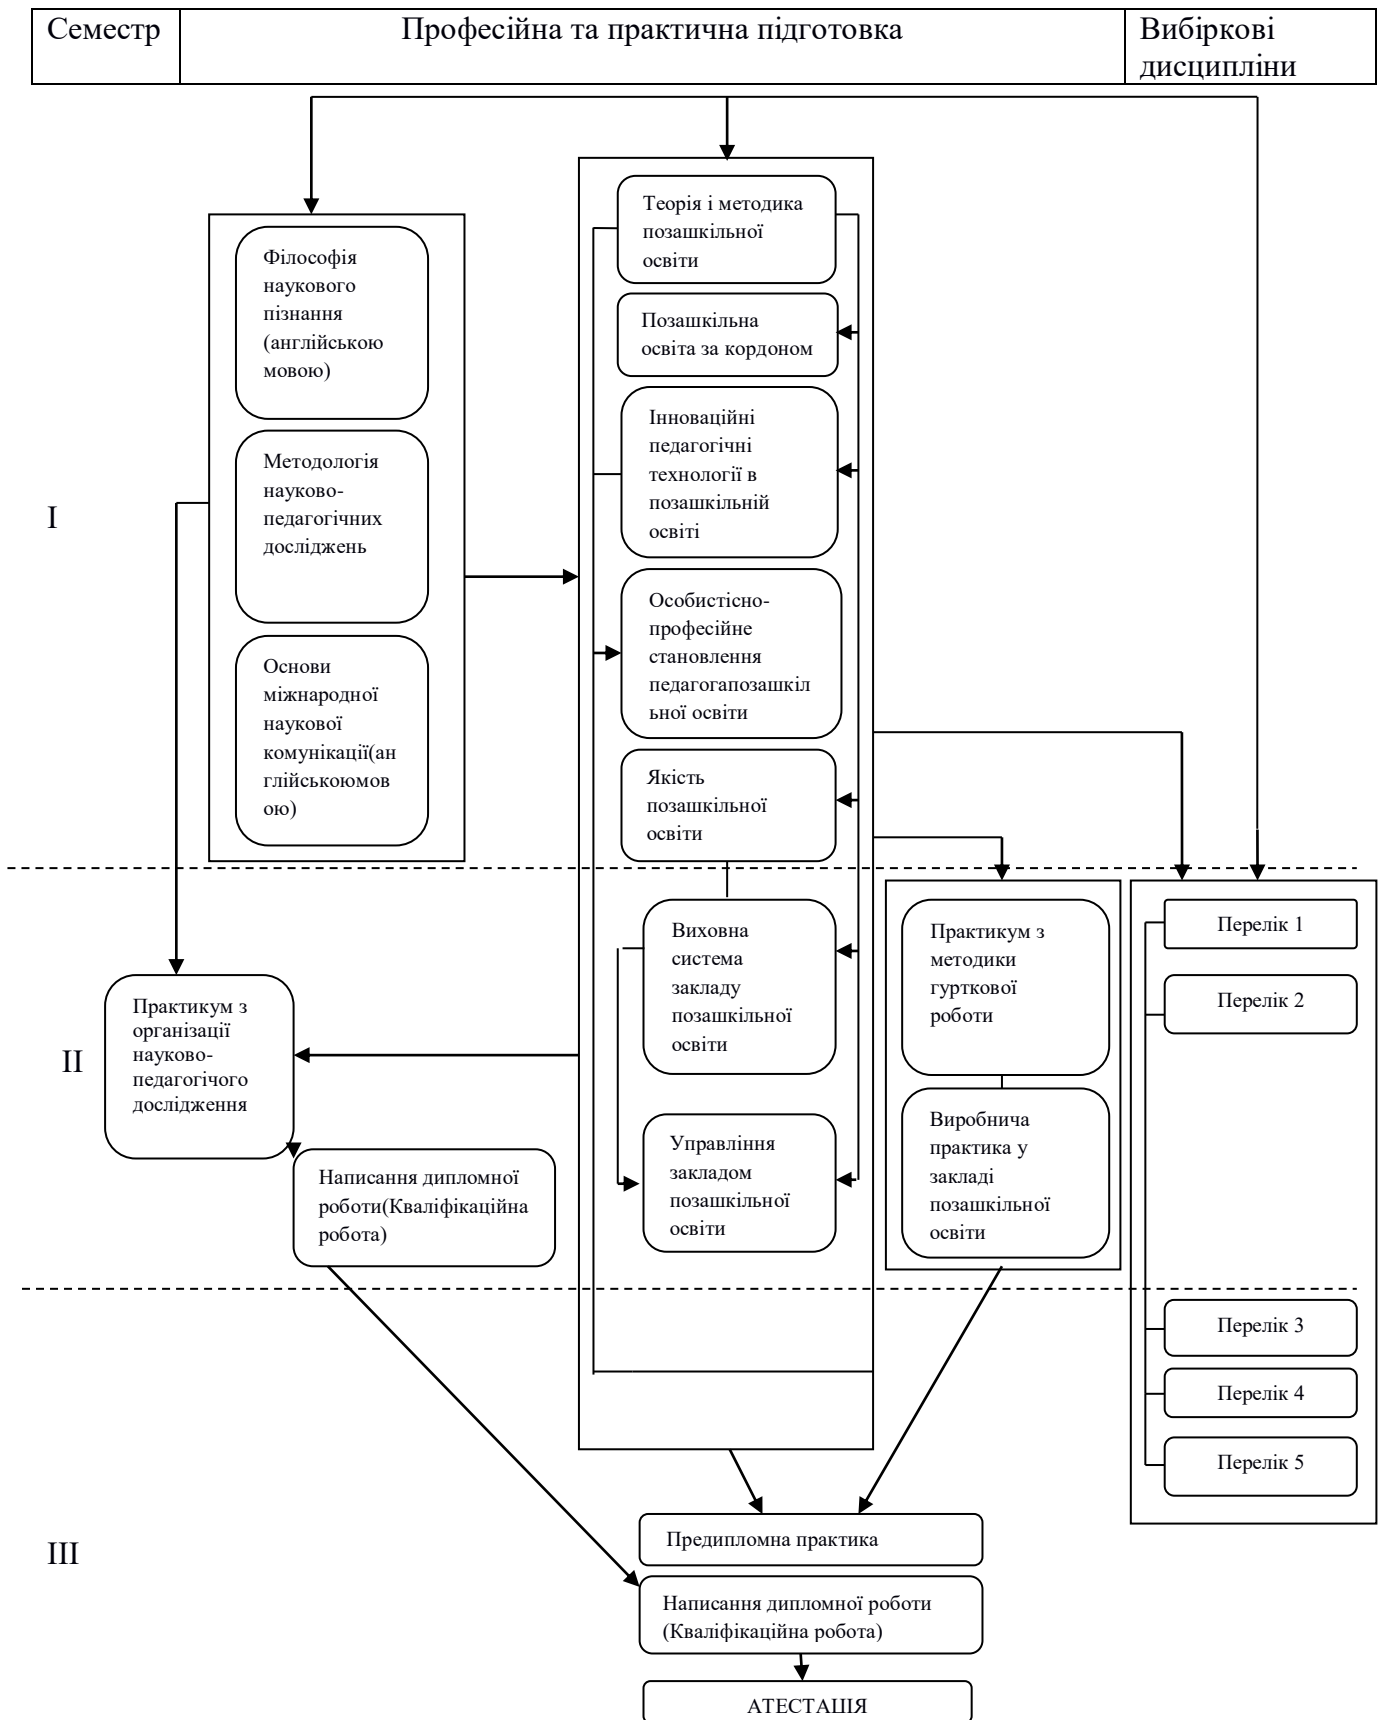 Семестр
Професійна та практична підготовка
Вибіркові
дисципліни
I
Філософія
наукового
пізнання
(англійською
мовою)
Методологія
науково-
педагогічних
досліджень
Основи
міжнародної
наукової
комунікації(ан
глійськоюмов
ою)
Теорія і методика
позашкільної
освіти
Позашкільна
освіта за кордоном
Інноваційні
педагогічні
технології в
позашкільній
освіті
Особистісно-
професійне
становлення
педагогапозашкіл
ьної освіти
Якість
позашкільної
освіти
II
Практикум з
організації
науково-
педагогічого
дослідження
Написання дипломної
роботи(Кваліфікаційна
робота)
Виховна
система
закладу
позашкільної
освіти
Управління
закладом
позашкільної
освіти
Практикум з
методики
гурткової
роботи
Виробнича
практика у
закладі
позашкільної
освіти
Перелік 1
Перелік 2
Перелік 3
Перелік 4
Перелік 5
III
Предипломна практика
Написання дипломної роботи
(Кваліфікаційна робота)
АТЕСТАЦІЯ